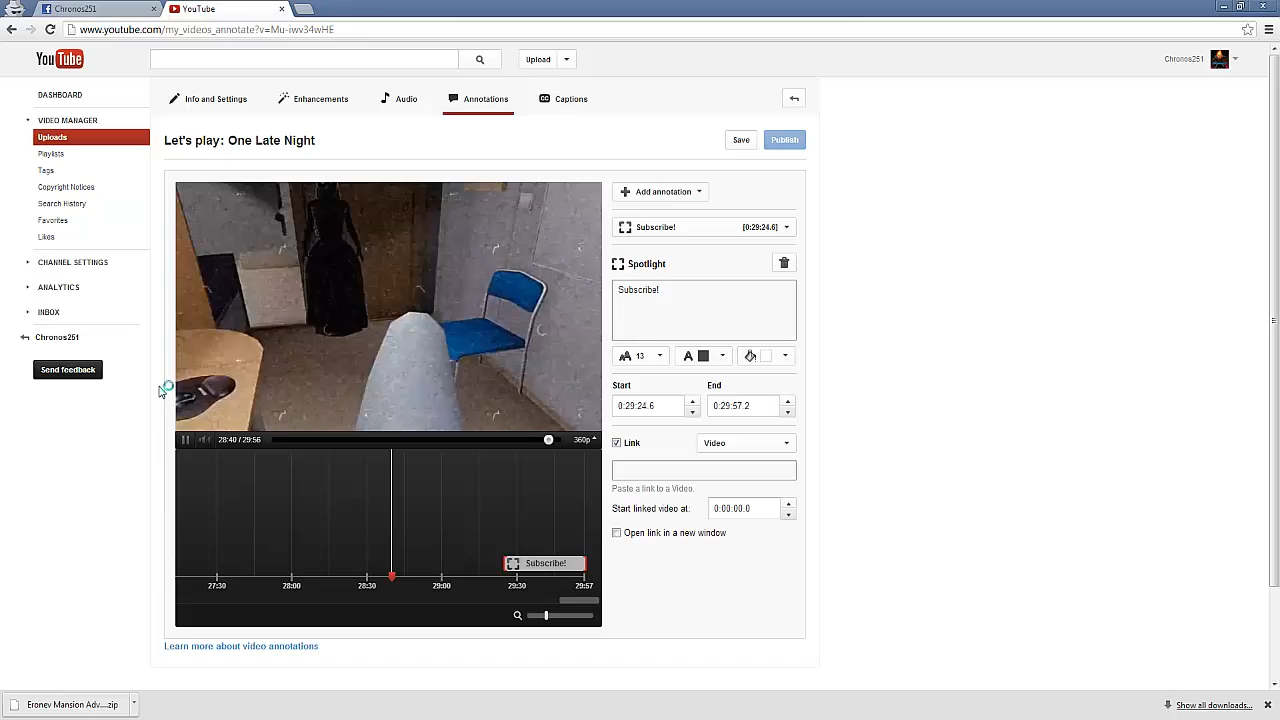 Chronos251
YouTube
www.youtube.com/my_videos_annotate?v=Mu-iwv34wHE
YouTube
Upload
Chronos251
DASHBOARD
VIDEO MANAGER
Uploads
Playlists
Tags
Copyright Notices
Search History
Favorites
Likes
CHANNEL SETTINGS
ANALYTICS
INBOX
Chronos251
Send feedback
Info and Settings
Enhancements
Audio
Annotations
CC Captions
Let's play: One Late Night
Save
Publish
Add annotation
Subscribe! [0:29:24.6]
Spotlight
Subscribe!
AA 13
A
Start
End
0:29:24.6
0:29:57.2
Link
Video
Paste a link to a Video.
Start linked video at:
0:00:00.0
Open link in a new window
28:40 / 29:56
360p
Subscribe!
27:30
28:00
28:30
29:00
29:30
29:57
Learn more about video annotations
Eronev Mansion Adv....zip
Show all downloads...